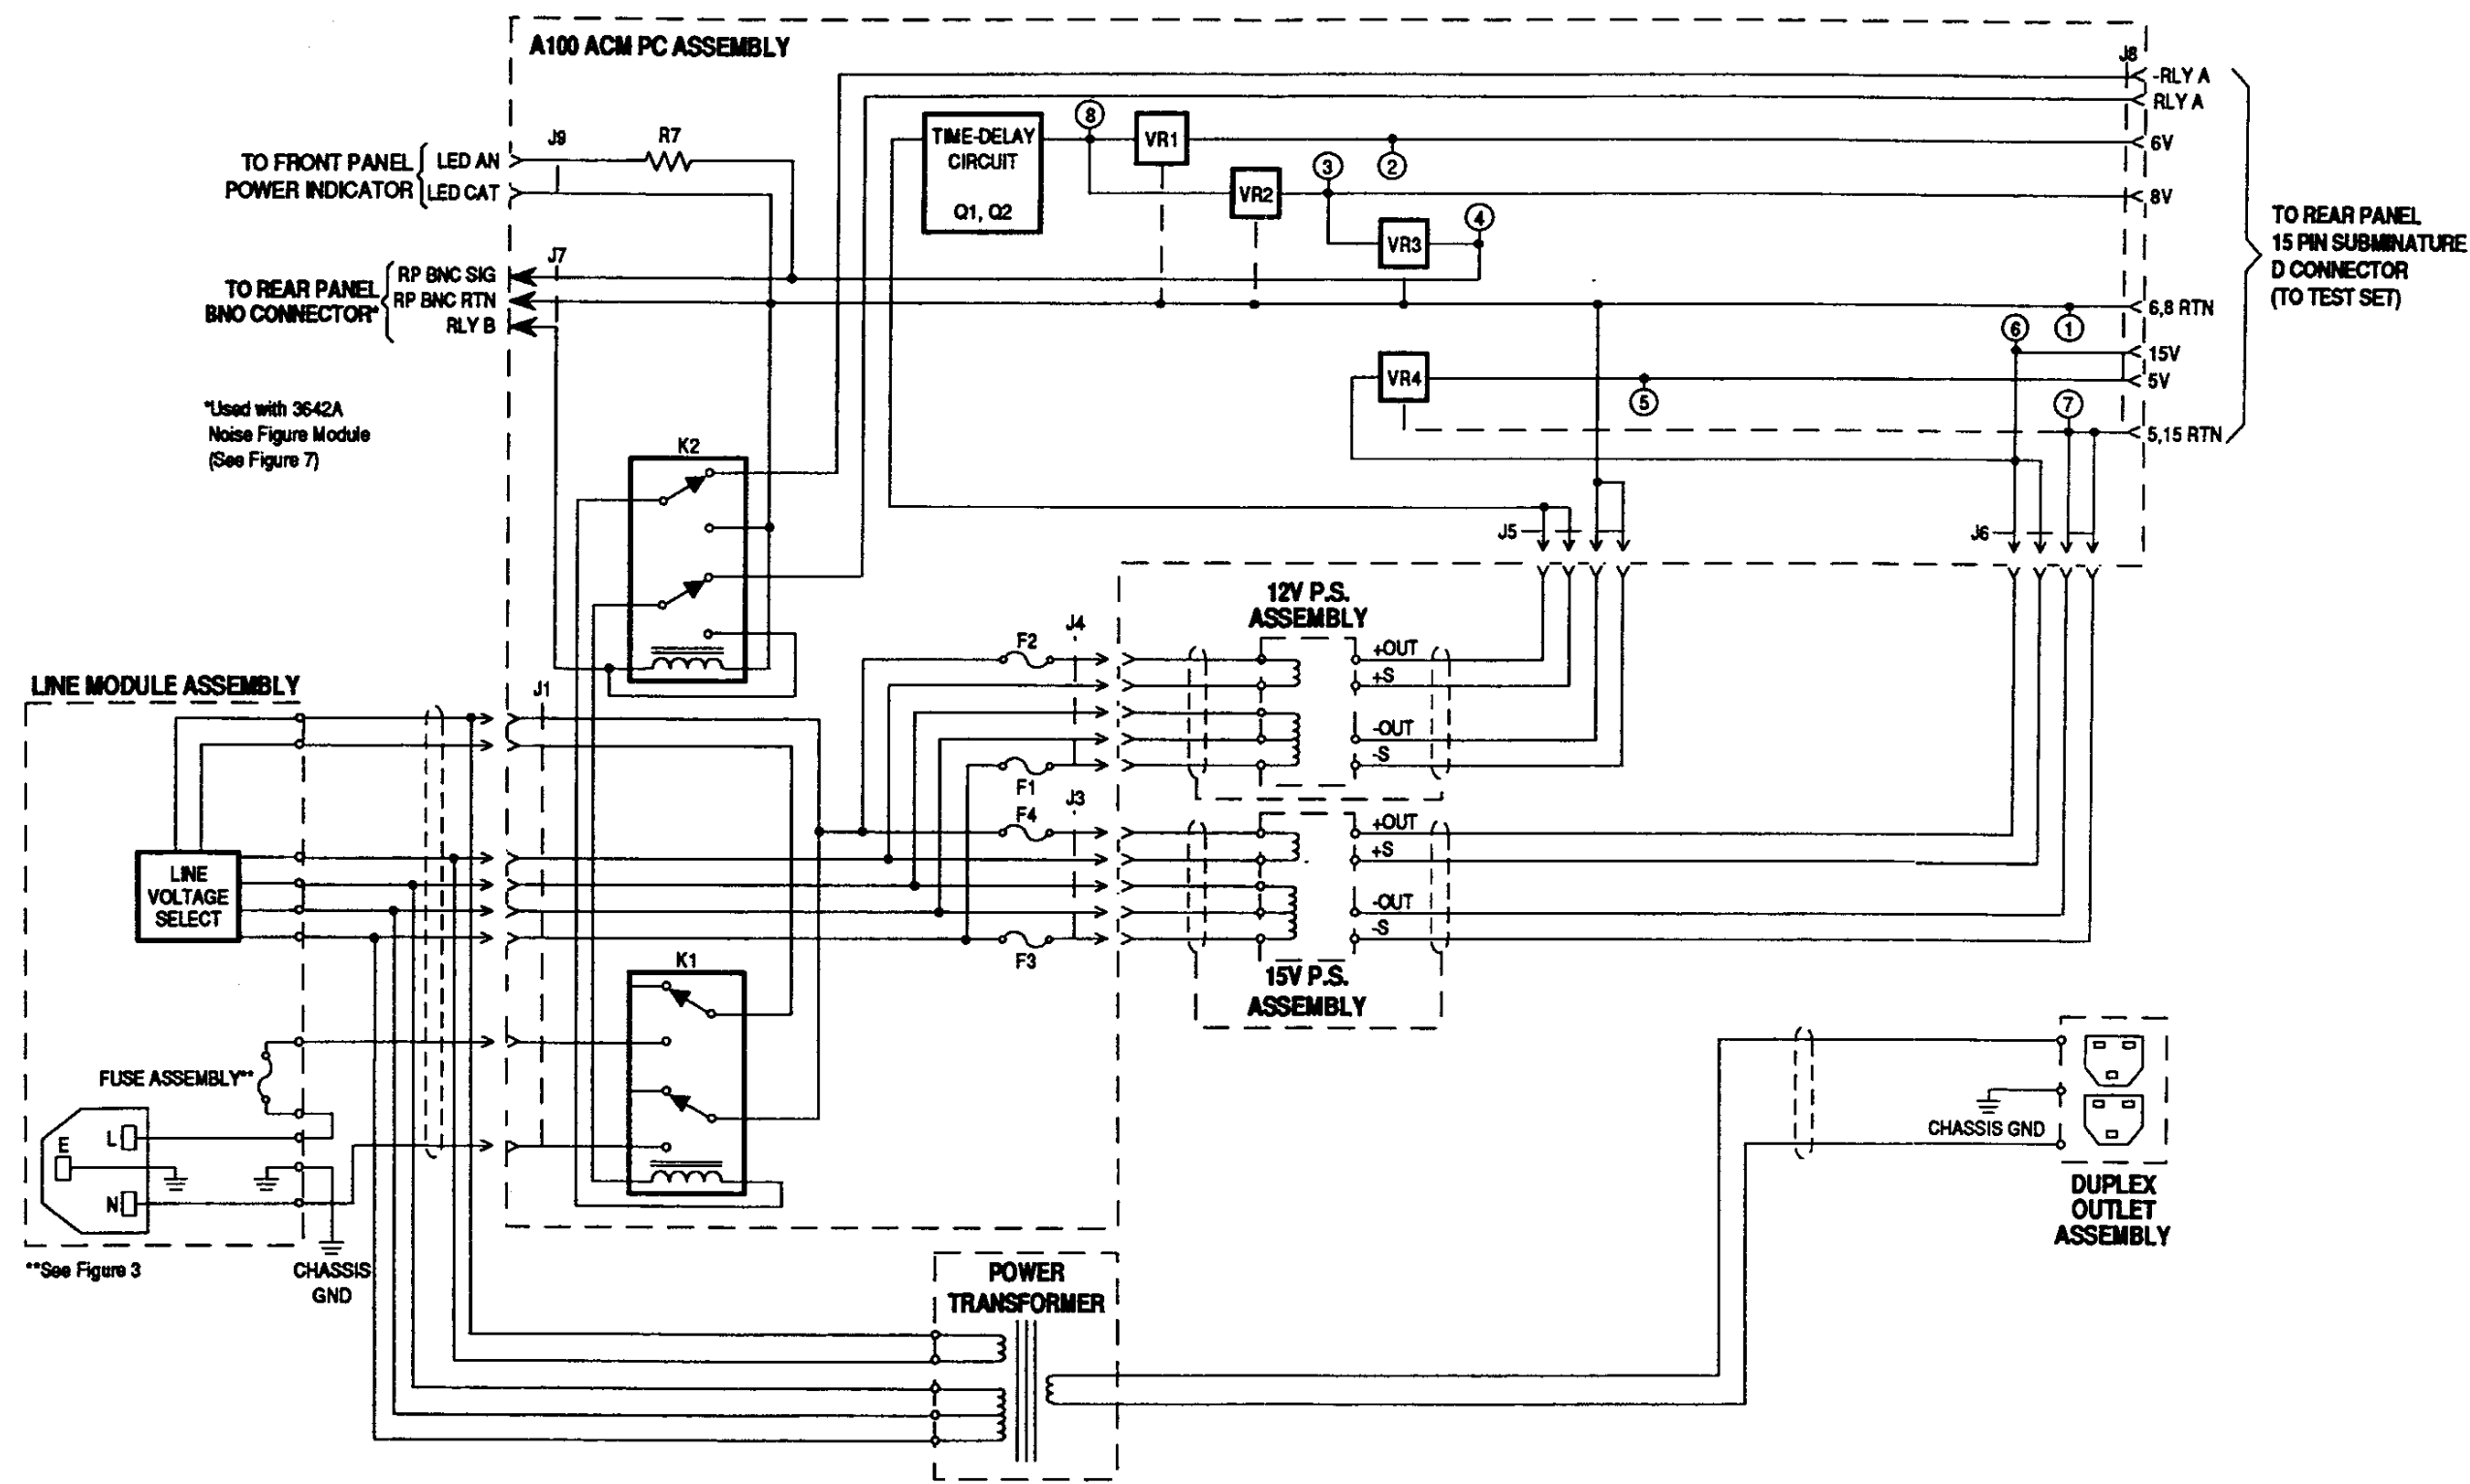 A100 ACM PC ASSEMBLY
J8
-RLY A
RLY A
6V
8V
6,8 RTN
15V
5V
5,15 RTN
TO REAR PANEL
15 PIN SUBMINATURE
D CONNECTOR
(TO TEST SET)
TO FRONT PANEL
POWER INDICATOR
LED AN
LED CAT
J9
R7
TIME-DELAY
CIRCUIT
Q1, Q2
8
VR1
2
VR2
3
VR3
4
TO REAR PANEL
BNO CONNECTOR*
RP BNC SIG
RP BNC RTN
RLY B
J7
1
6
VR4
5
7
*Used with 3642A
Noise Figure Module
(See Figure 7)
K2
J5
J6
12V P.S.
ASSEMBLY
+OUT
+S
-OUT
-S
F2
J4
F1
J3
F4
F3
+OUT
+S
-OUT
-S
15V P.S.
ASSEMBLY
LINE MODULE ASSEMBLY
J1
LINE
VOLTAGE
SELECT
K1
FUSE ASSEMBLY**
E
L
N
**See Figure 3
CHASSIS
GND
CHASSIS GND
DUPLEX
OUTLET
ASSEMBLY
POWER
TRANSFORMER